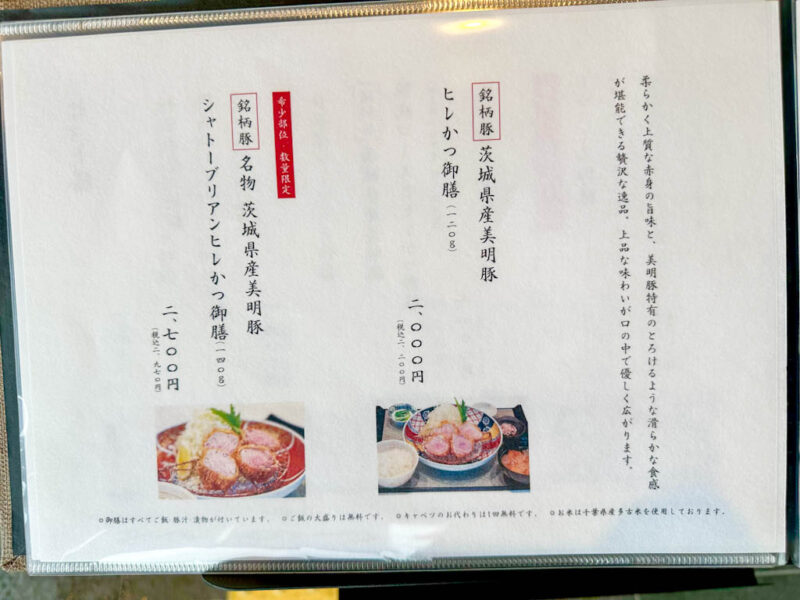 柔らかく上質な赤身の旨味と、美明豚特有のとろけるような滑らかな食感
が堪能できる贅沢な逸品。上品な味わいが口の中で優しく広がります。
銘柄豚 茨城県産美明豚
ヒレかつ御膳(一二〇g)
二、〇〇〇円
(税込二、二〇〇円)
希少部位・数量限定
銘柄豚 名物 茨城県産美明豚
シャトーブリアンヒレかつ御膳(一四〇g)
二、七〇〇円
(税込二、九七〇円)
○御膳はすべてご飯 豚汁 漬物が付いています。 ○ご飯の大盛りは無料です。 ○キャベツのお代わりは1回無料です。 ○お米は千葉県産多古米を使用しております。